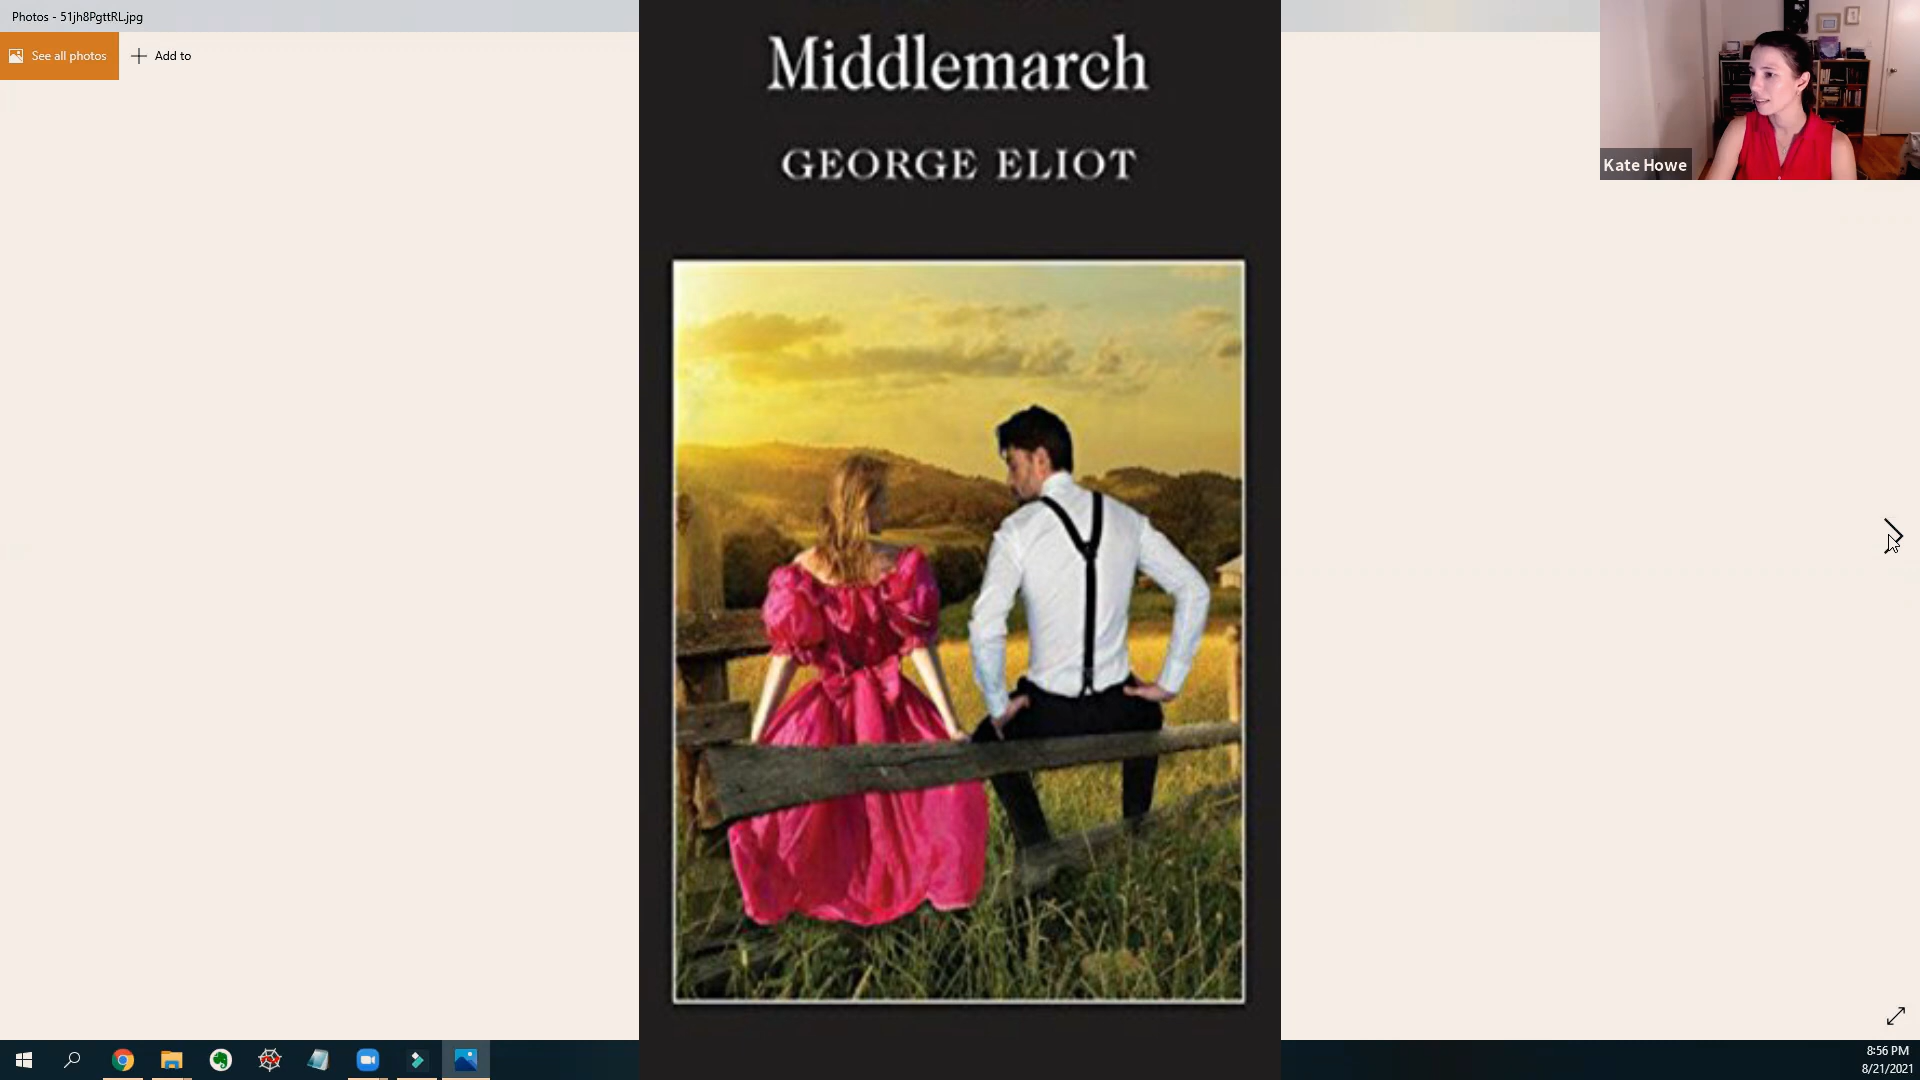 Photos - 51jh8PgttRL.jpg
See all photos
Add to
Middlemarch
GEORGE ELIOT
Kate Howe
8:56 PM
8/21/2021